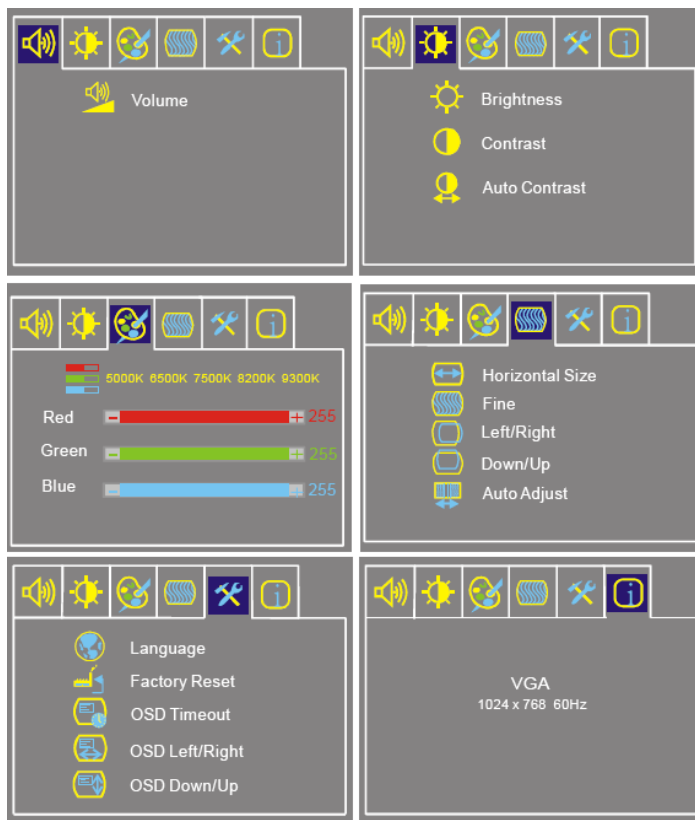 Volume
Brightness
Contrast
Auto Contrast
5000K 6500K 7500K 8200K 9300K
Red - + 255
Green - + 255
Blue - + 255
Horizontal Size
Fine
Left/Right
Down/Up
Auto Adjust
Language
Factory Reset
OSD Timeout
OSD Left/Right
OSD Down/Up
VGA
1024 x 768 60Hz